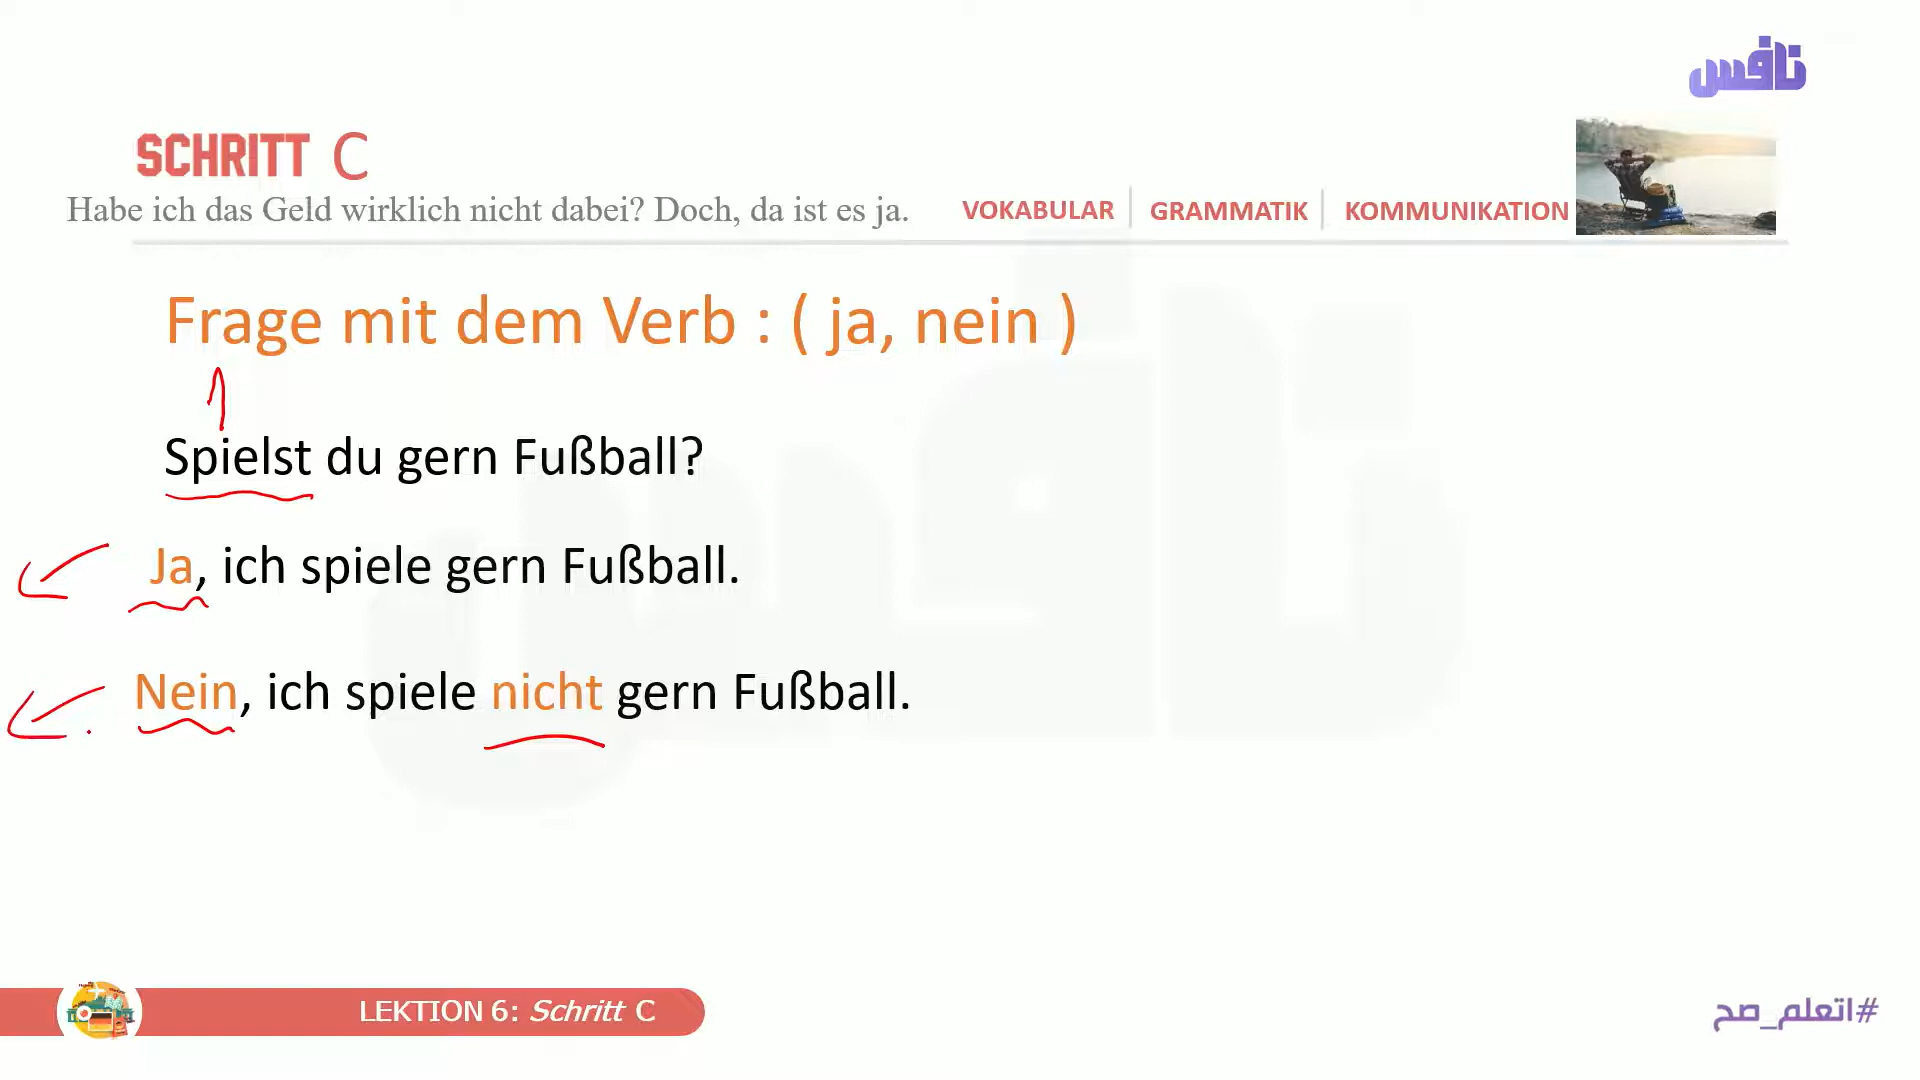 نافس
SCHRITT C
Habe ich das Geld wirklich nicht dabei? Doch, da ist es ja.
VOKABULAR GRAMMATIK KOMMUNIKATION
Frage mit dem Verb : ( ja, nein )
1
Spielst du gern Fußball?
Ja, ich spiele gern Fußball.
Nein, ich spiele nicht gern Fußball.
LEKTION 6: Schritt C
#اتعلم_صح